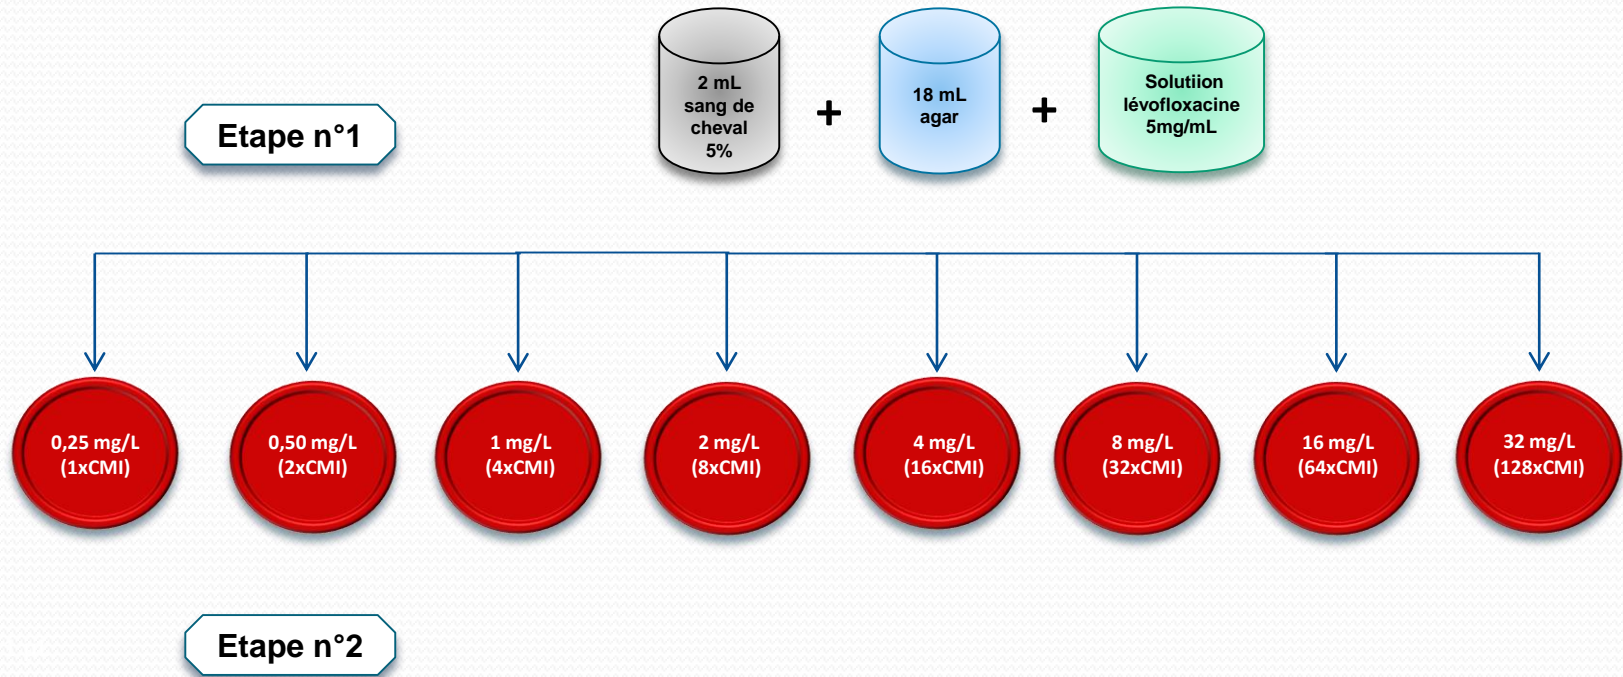 2 mL
sang de
cheval
5%
+
18 mL
agar
+
Solutiion
lévofloxacine
5mg/mL
Etape n°1
0,25 mg/L
(1xCMI)
0,50 mg/L
(2xCMI)
1 mg/L
(4xCMI)
2 mg/L
(8xCMI)
4 mg/L
(16xCMI)
8 mg/L
(32xCMI)
16 mg/L
(64xCMI)
32 mg/L
(128xCMI)
Etape n°2